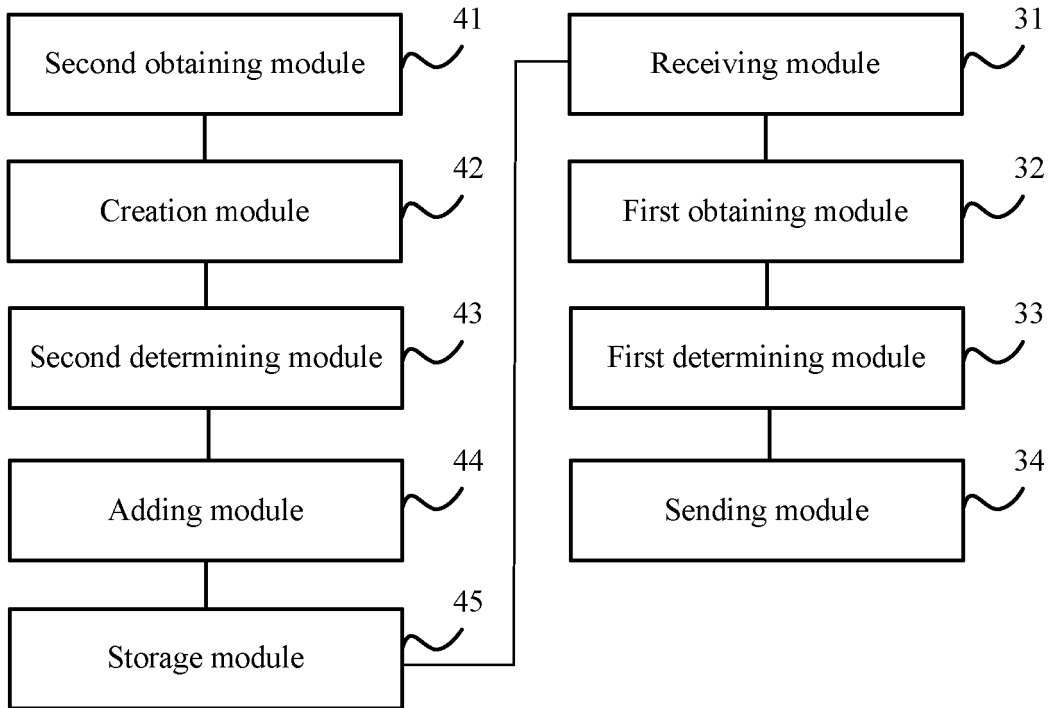 41
Second obtaining module
42
Creation module
43
Second determining module
44
Adding module
45
Storage module
31
Receiving module
32
First obtaining module
33
First determining module
34
Sending module